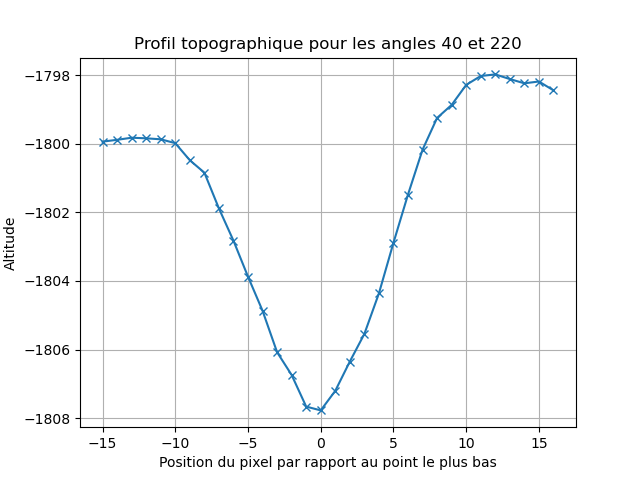 Profil topographique pour les angles 40 et 220
Altitude
−1798
−1800
−1802
−1804
−1806
−1808
−15 −10 −5 0 5 10 15
Position du pixel par rapport au point le plus bas